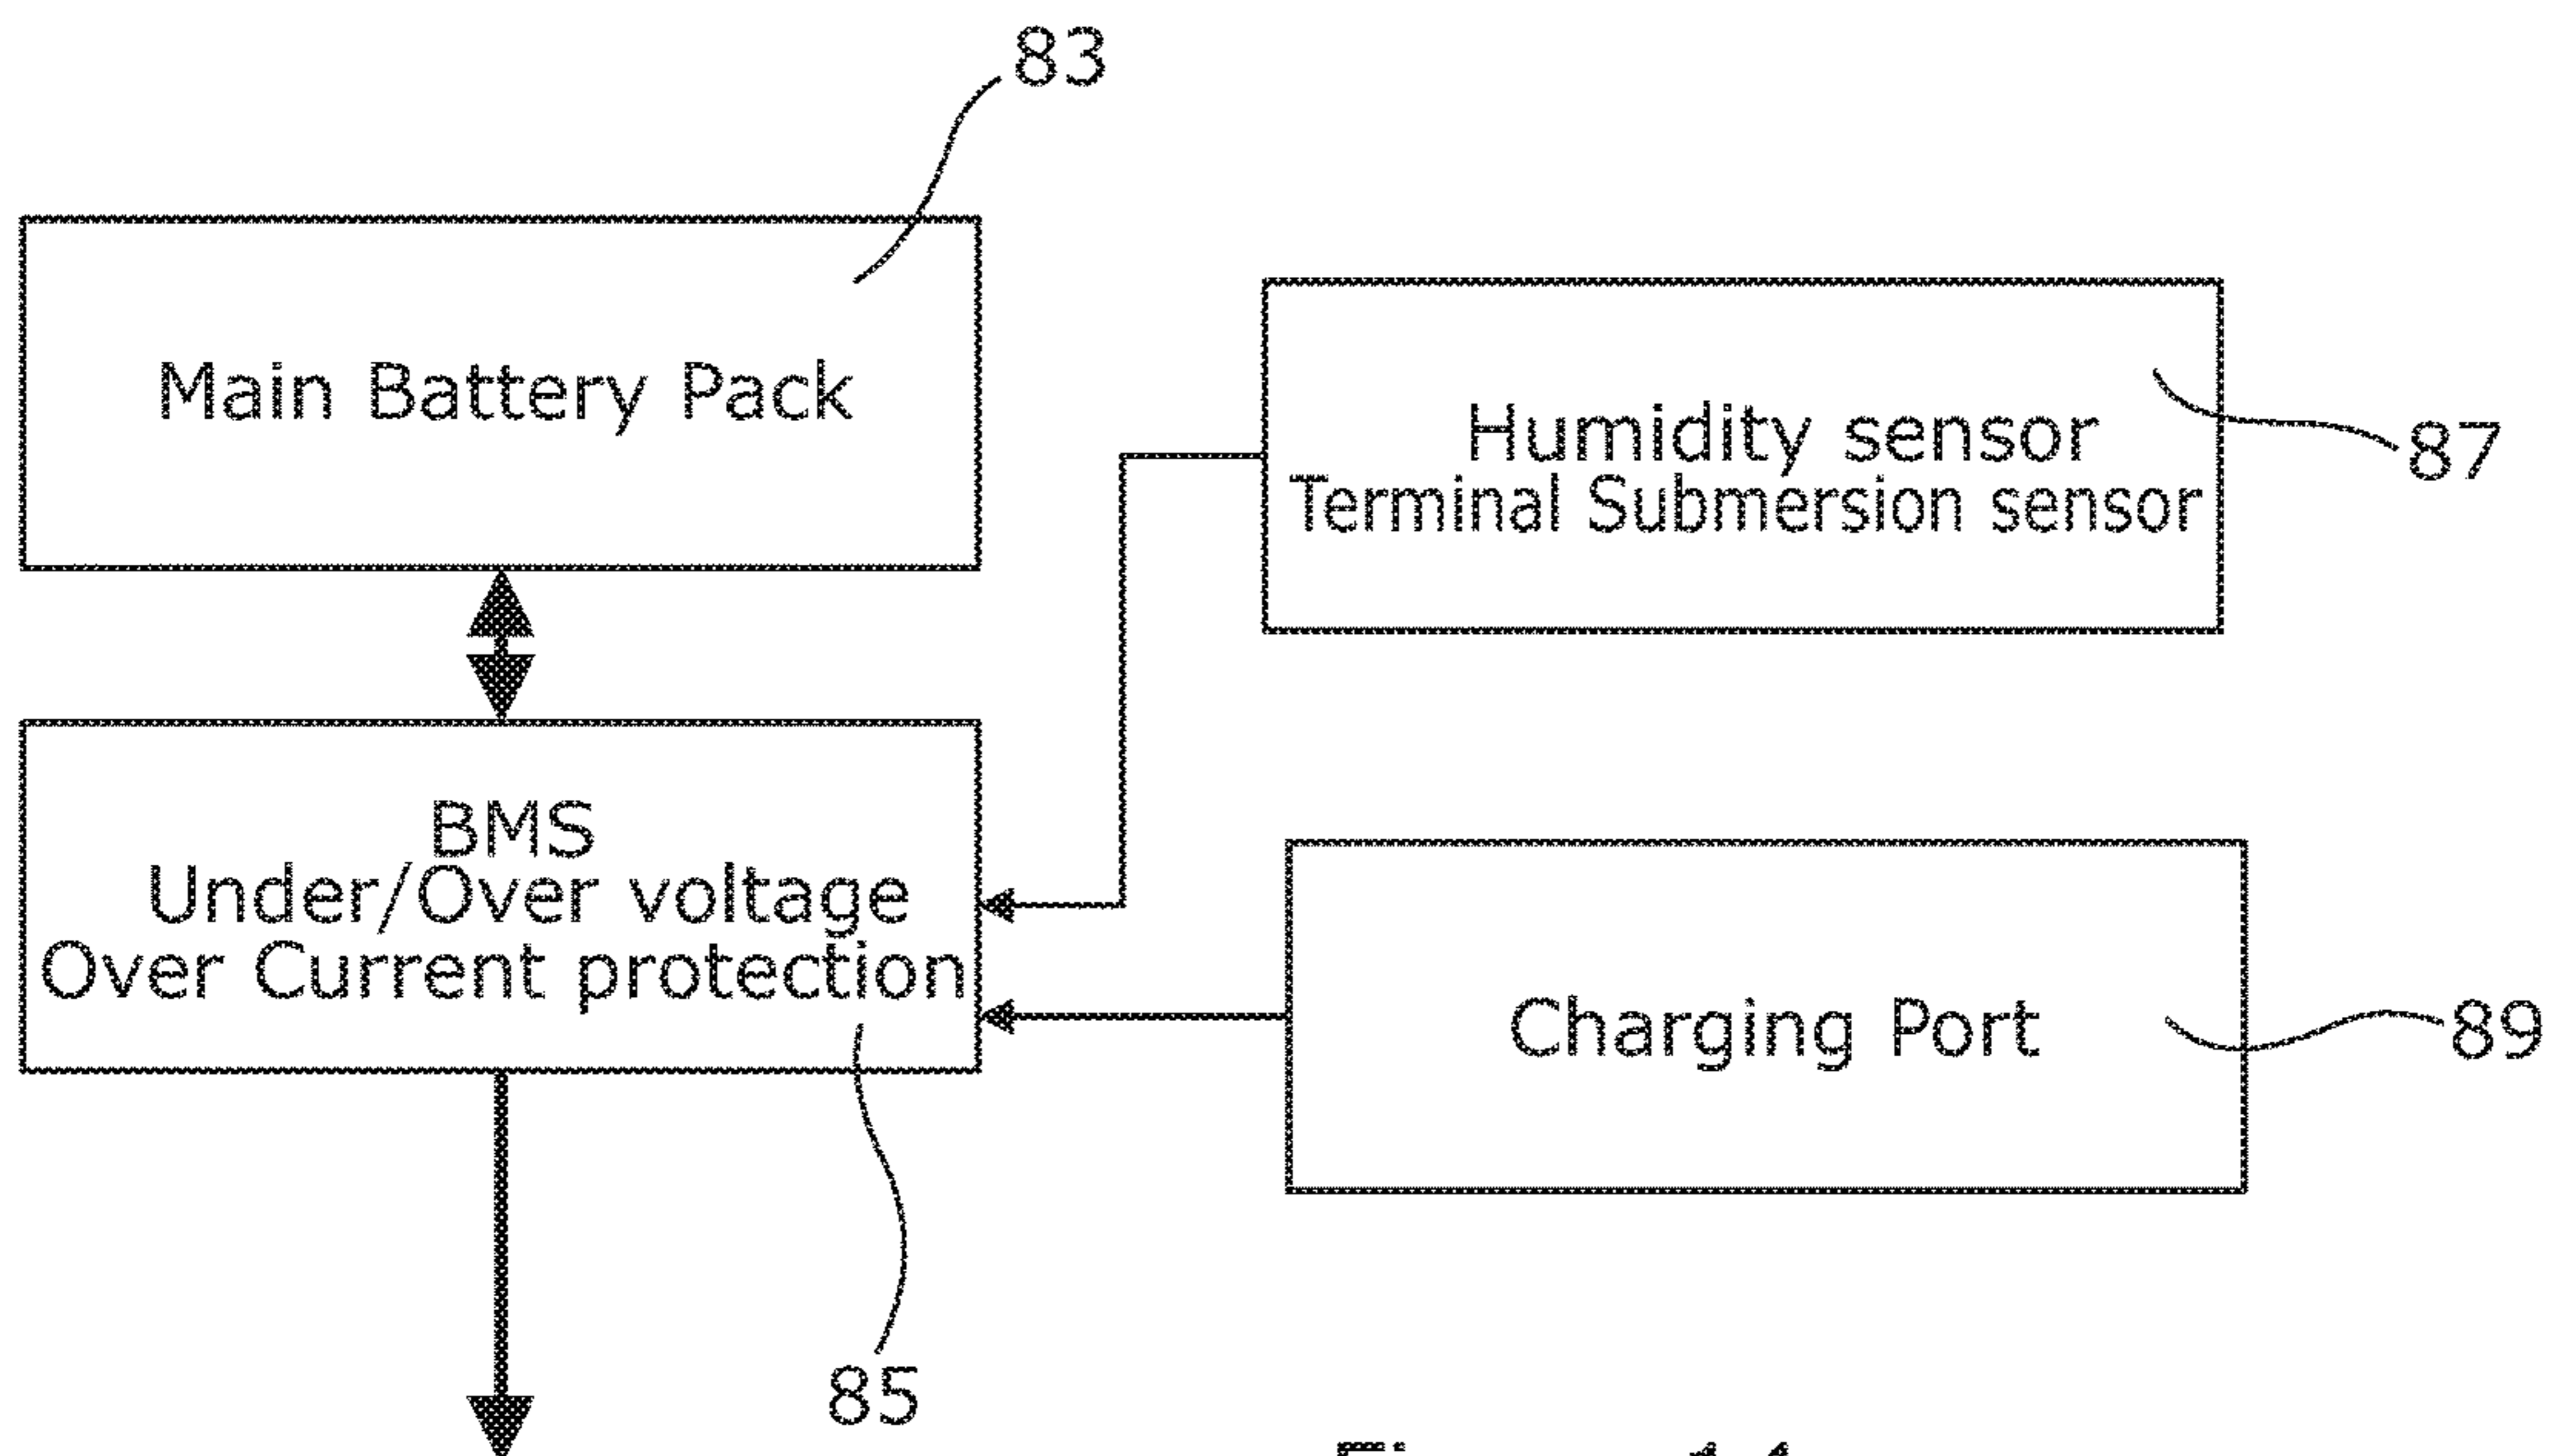 83
Main Battery Pack
Humidity sensor
Terminal Submersion sensor
87
BMS
Under/Over voltage
Over Current protection
Charging Port
89
85